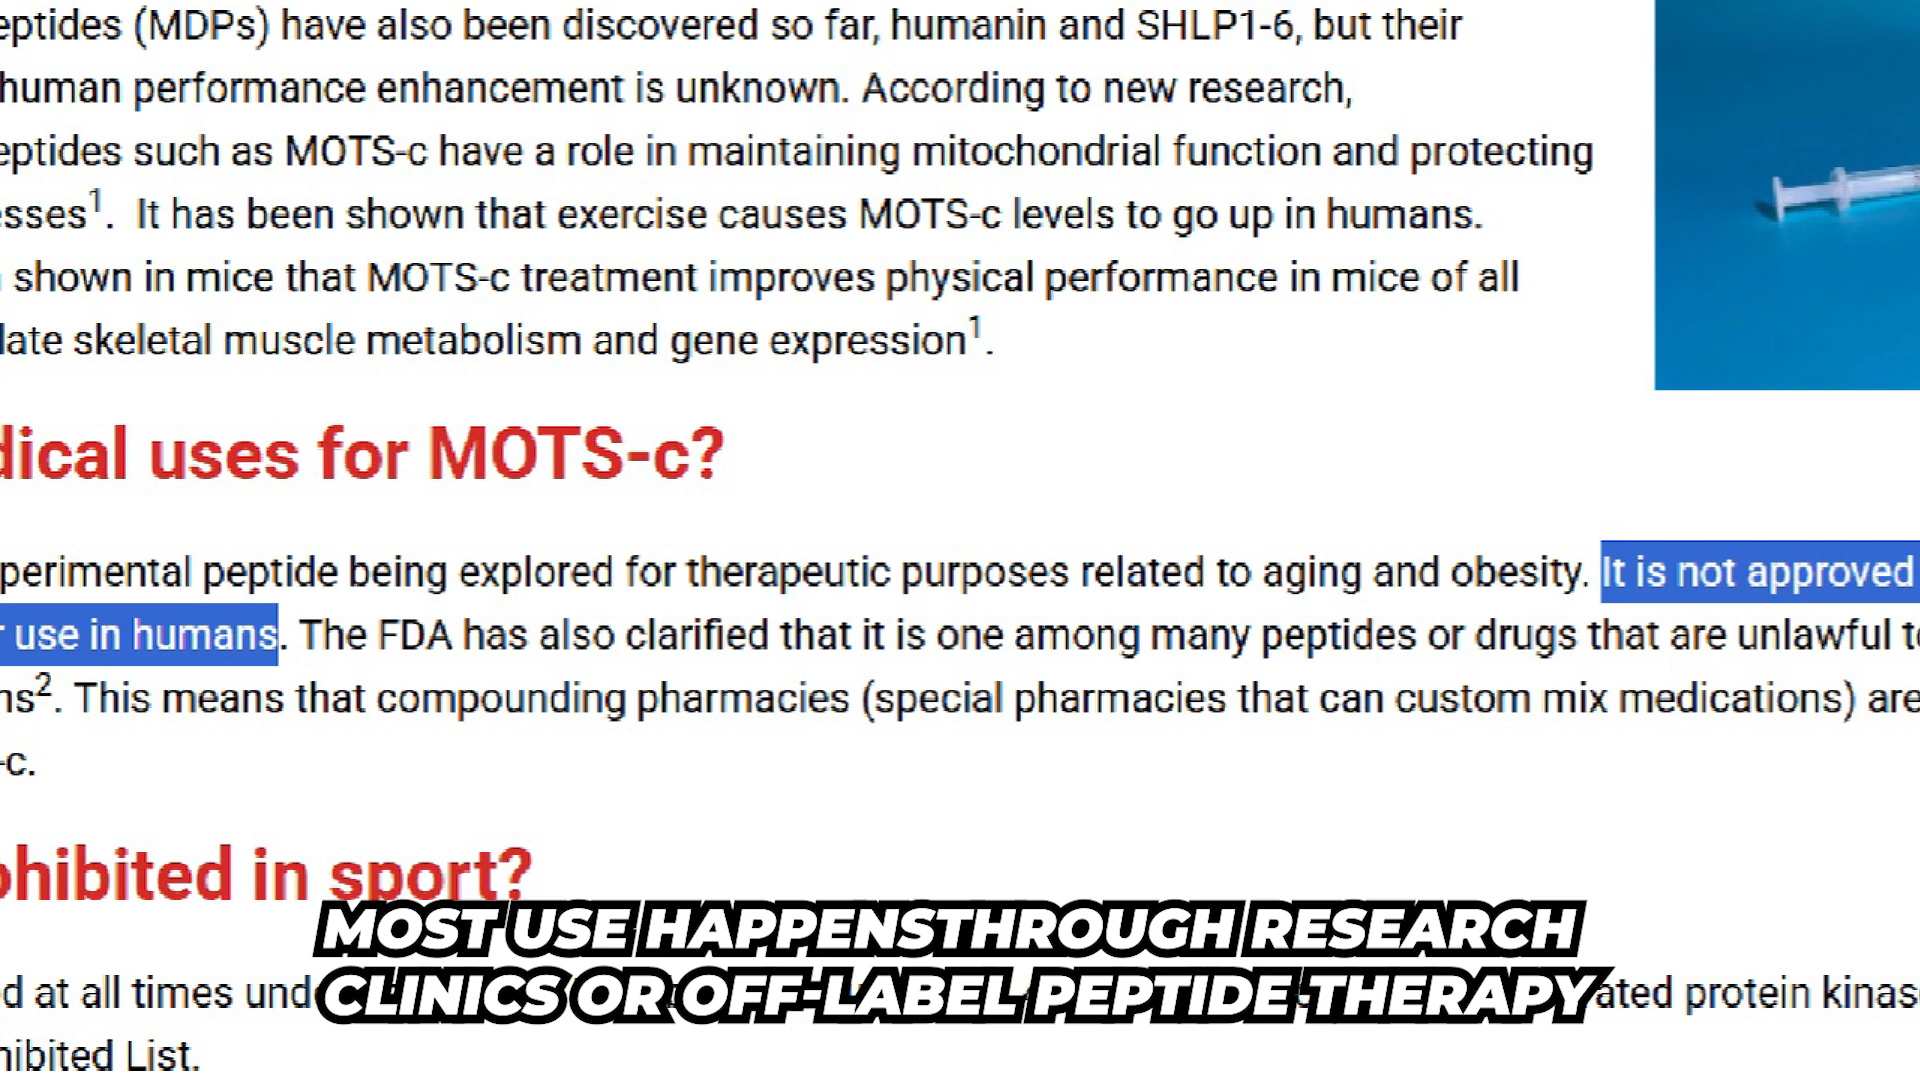 eptides (MDPs) have also been discovered so far, humanin and SHLP1-6, but their
human performance enhancement is unknown. According to new research,
eptides such as MOTS-c have a role in maintaining mitochondrial function and protecting
esses1. It has been shown that exercise causes MOTS-c levels to go up in humans.
shown in mice that MOTS-c treatment improves physical performance in mice of all
late skeletal muscle metabolism and gene expression1.
dical uses for MOTS-c?
perimental peptide being explored for therapeutic purposes related to aging and obesity. It is not approved
r use in humans. The FDA has also clarified that it is one among many peptides or drugs that are unlawful to
ns2. This means that compounding pharmacies (special pharmacies that can custom mix medications) are
-c.
ohibited in sport?
MOST USE HAPPENSTHROUGH RESEARCH
CLINICS OR OFF-LABEL PEPTIDE THERAPY
d at all times und ated protein kinas
hibited List.